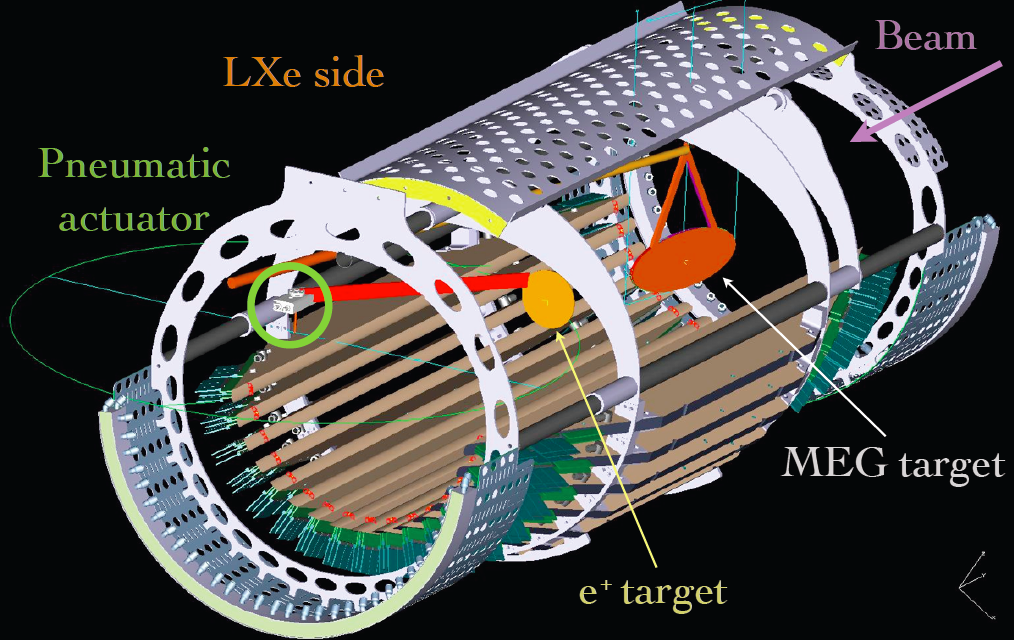 Beam
LXe side
Pneumatic
actuator
MEG target
e⁺ target